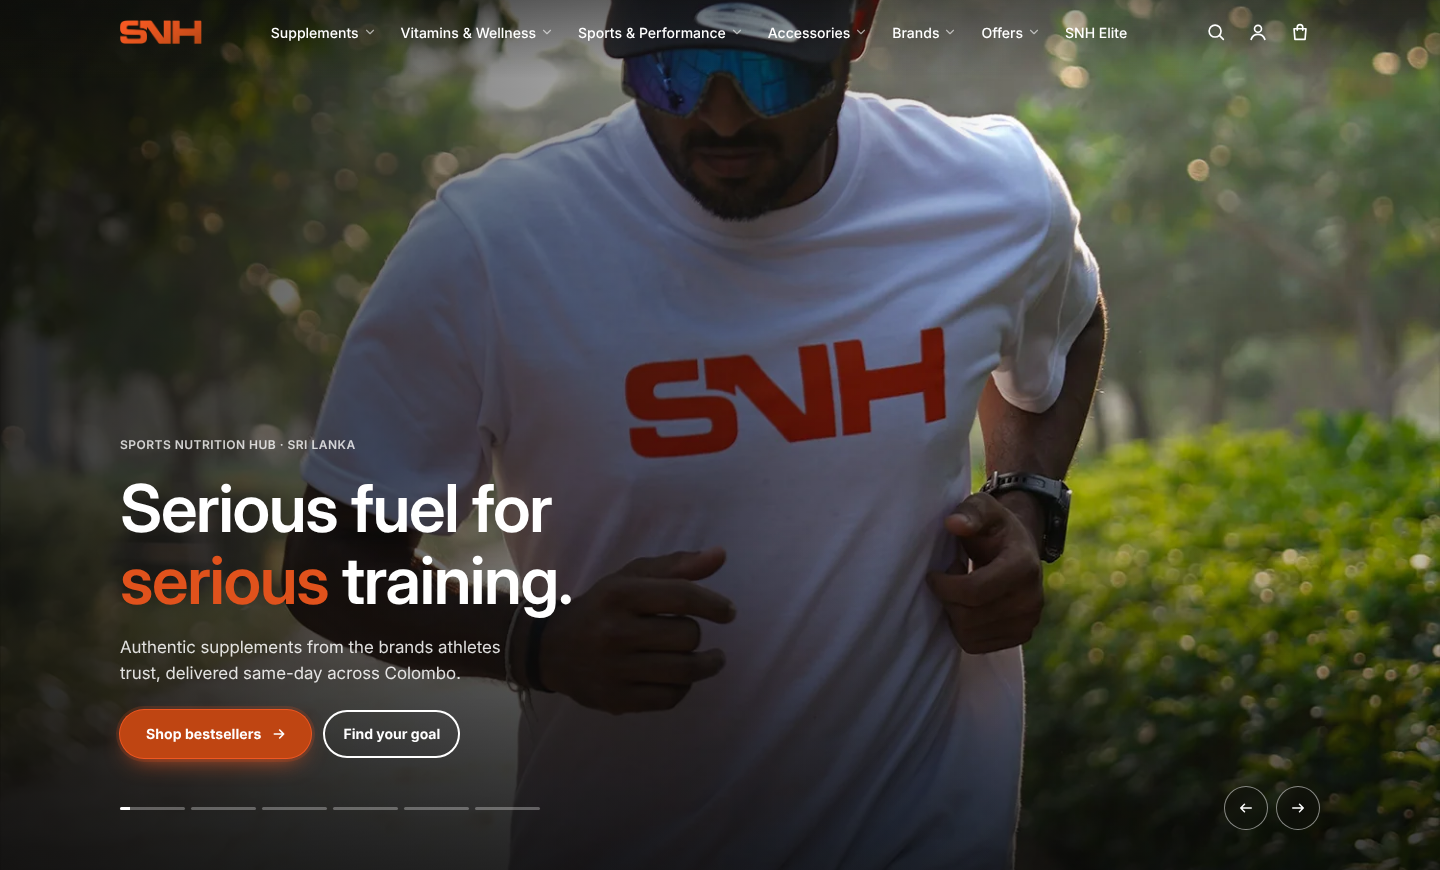 SNH
Supplements
Vitamins & Wellness
Sports & Performance
Accessories
Brands
Offers
SNH Elite
SNH
SPORTS NUTRITION HUB · SRI LANKA
Serious fuel for
serious training.
Authentic supplements from the brands athletes
trust, delivered same-day across Colombo.
Shop bestsellers →
Find your goal
← →